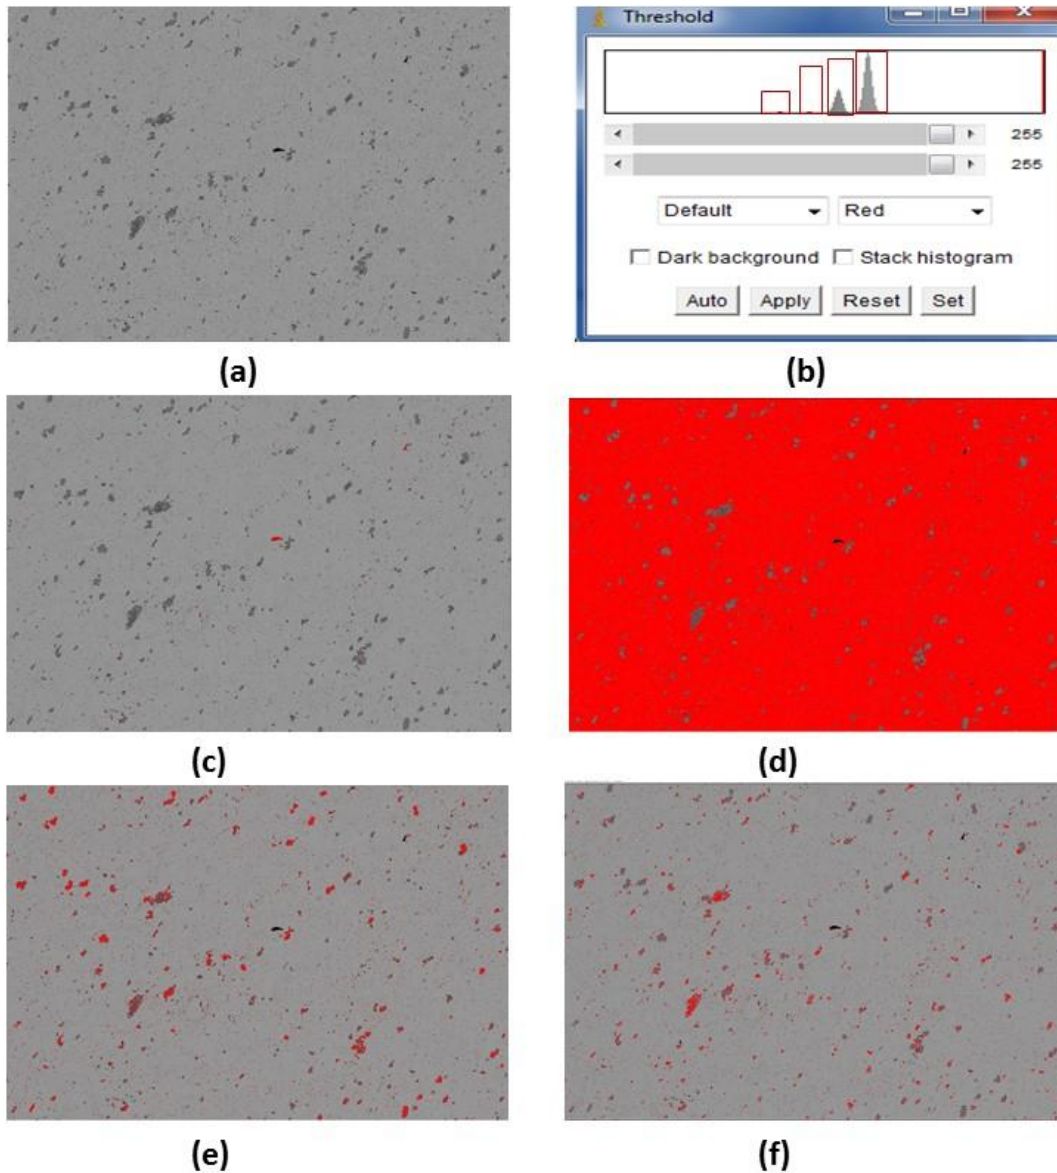 Threshold
255
255
Default Red
Dark background Stack histogram
Auto Apply Reset Set
(a) (b)
(c) (d)
(e) (f)